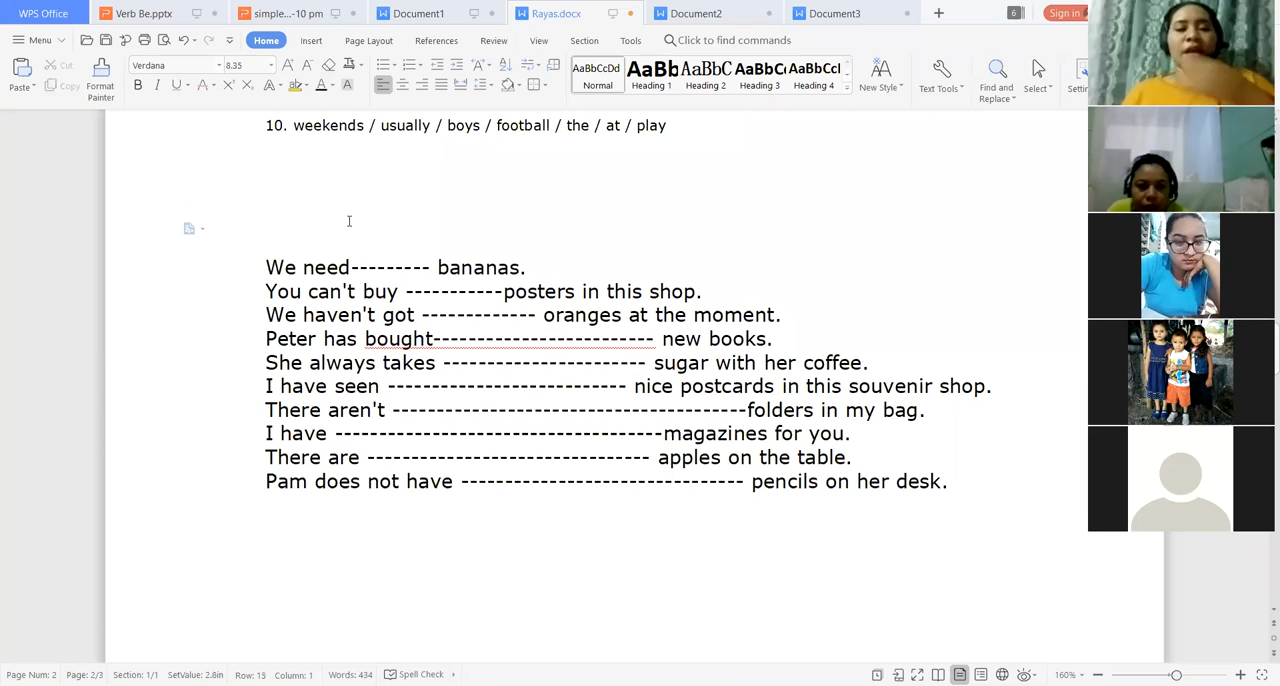 WPS Office Verb Be.pptx simple...-10 pm Document1 Rayas.docx Document2 Document3 + 6 Sign in
Menu Home Insert Page Layout References Review View Section Tools Click to find commands
Paste Cut Copy Format Painter Verdana 8.35 B I U AaBbCcDd Normal AaBb Heading 1 AaBbC Heading 2 AaBbC Heading 3 AaBbCcI Heading 4 New Style Text Tools Find and Replace Select
10. weekends / usually / boys / football / the / at / play
We need--------- bananas.
You can't buy -----------posters in this shop.
We haven't got ------------- oranges at the moment.
Peter has bought------------------------- new books.
She always takes ----------------------- sugar with her coffee.
I have seen --------------------------- nice postcards in this souvenir shop.
There aren't ----------------------------------------folders in my bag.
I have -------------------------------------magazines for you.
There are -------------------------------- apples on the table.
Pam does not have -------------------------------- pencils on her desk.
Page Num: 2 Page: 2/3 Section: 1/1 SetValue: 2.8in Row: 15 Column: 1 Words: 434 Spell Check 160%